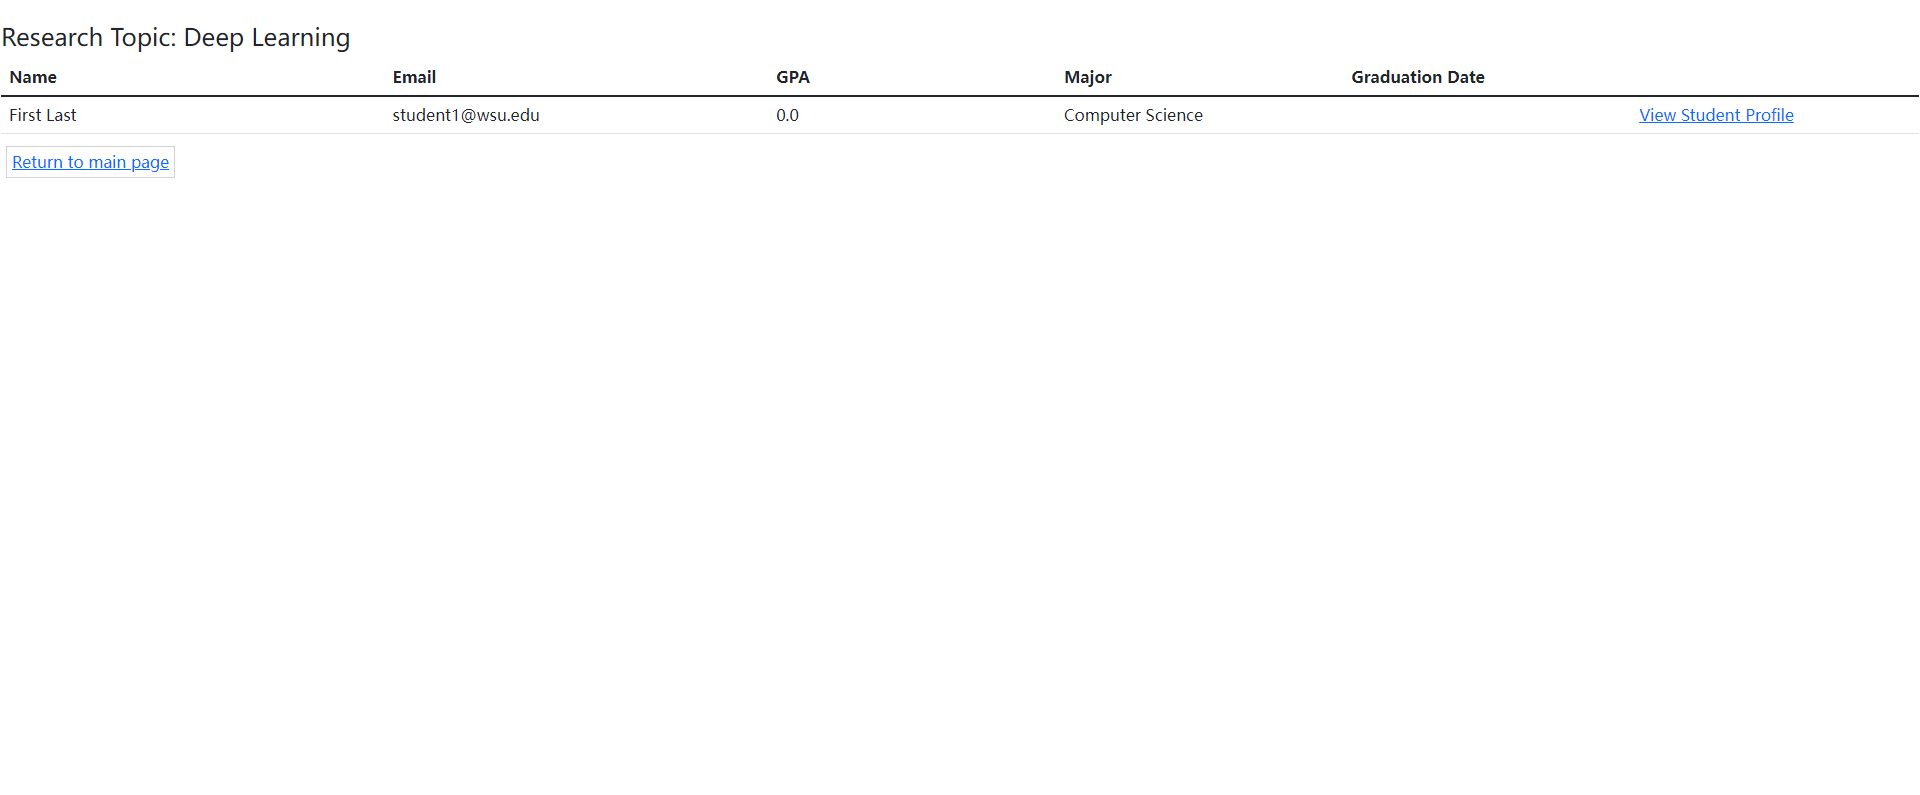 Research Topic: Deep Learning
Name Email GPA Major Graduation Date
First Last student1@wsu.edu 0.0 Computer Science View Student Profile
Return to main page